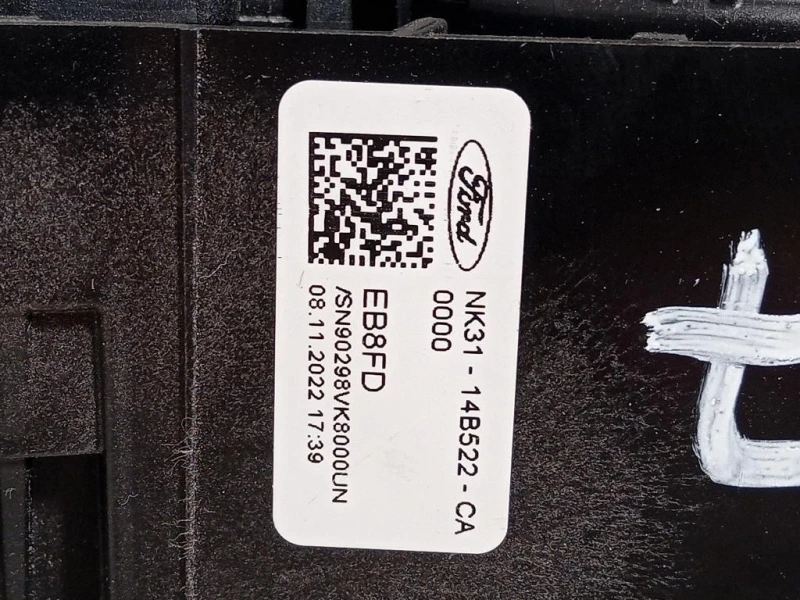 Ford
NK31 - 14B522 - CA
0000
EB8FD
/SN90298VK8000UN
08.11.2022 17:39